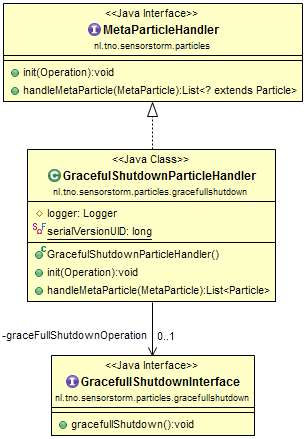 <<Java Interface>>
I MetaParticleHandler
nl.tno.sensorstorm.particles
init(Operation):void
handleMetaParticle(MetaParticle):List<? extends Particle>
<<Java Class>>
C GracefulShutdownParticleHandler
nl.tno.sensorstorm.particles.gracefullshutdown
logger: Logger
S F serialVersionUID: long
C GracefulShutdownParticleHandler()
init(Operation):void
handleMetaParticle(MetaParticle):List<Particle>
-graceFullShutdownOperation 0..1
<<Java Interface>>
I GracefullShutdownInterface
nl.tno.sensorstorm.particles.gracefullshutdown
gracefullShutdown():void